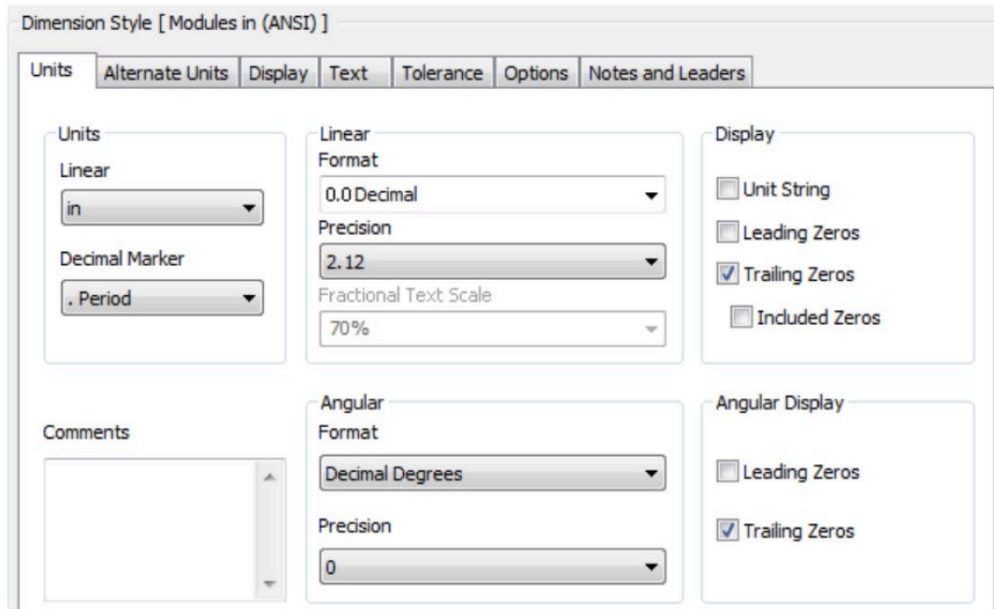 Dimension Style [ Modules in (ANSI) ]
Units Alternate Units Display Text Tolerance Options Notes and Leaders
Units
Linear
in
Decimal Marker
. Period
Linear
Format
0.0 Decimal
Precision
2.12
Fractional Text Scale
70%
Display
Unit String
Leading Zeros
Trailing Zeros
Included Zeros
Comments
Angular
Format
Decimal Degrees
Precision
0
Angular Display
Leading Zeros
Trailing Zeros